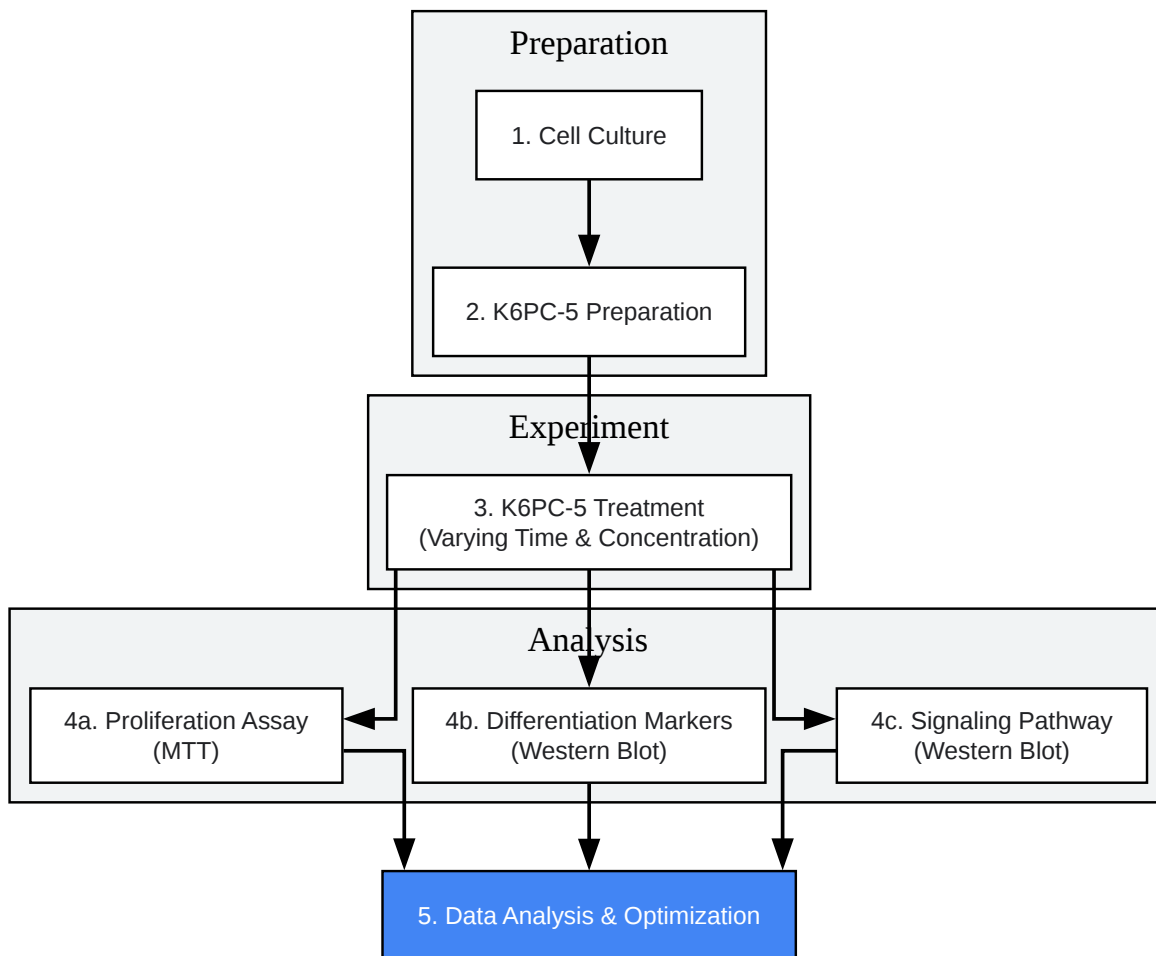 Preparation
1. Cell Culture
2. K6PC-5 Preparation
Experiment
3. K6PC-5 Treatment
(Varying Time & Concentration)
Analysis
4a. Proliferation Assay
(MTT)
4b. Differentiation Markers
(Western Blot)
4c. Signaling Pathway
(Western Blot)
5. Data Analysis & Optimization